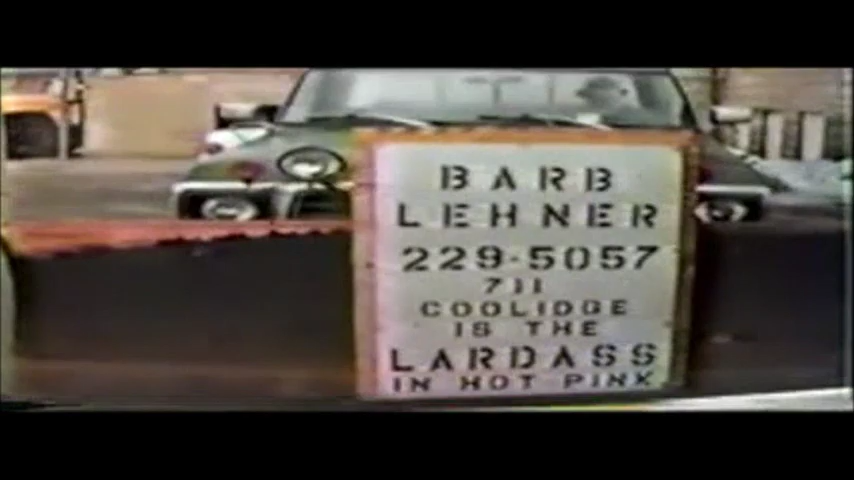 BARB
LEHNER
229-5057
711
COOLIDGE
IS THE
LARDASS
IN HOT PINK